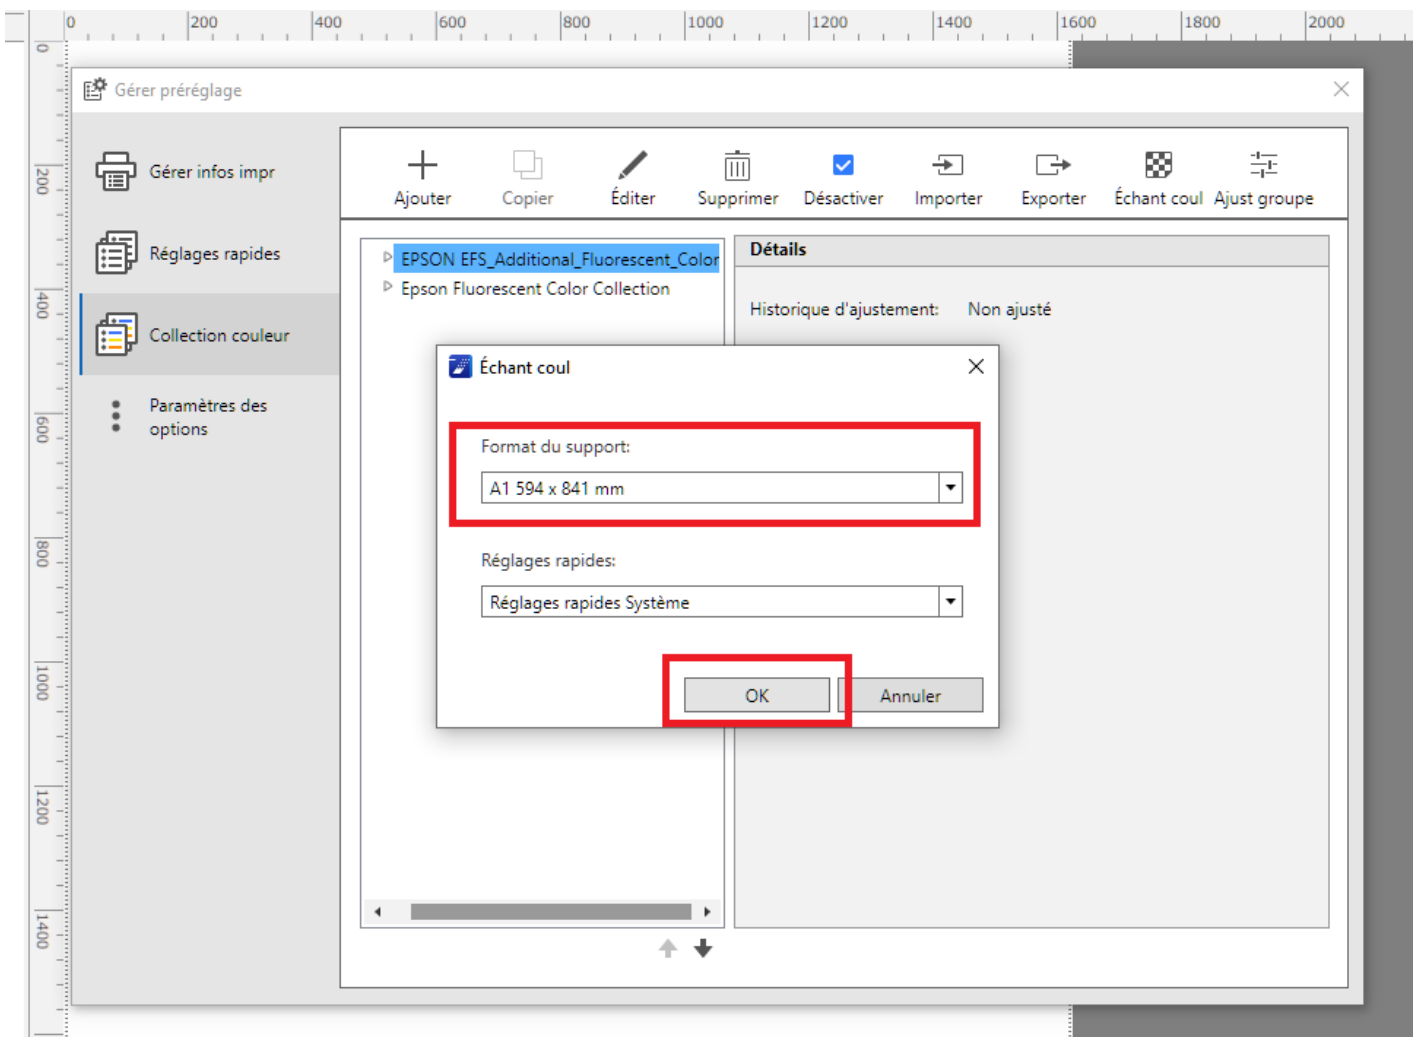 0 200 400 600 800 1000 1200 1400 1600 1800 2000
0
200
400
600
800
1000
1200
1400
Gérer préréglage
Gérer infos impr
Réglages rapides
Collection couleur
Paramètres des
options
Ajouter Copier Éditer Supprimer Désactiver Importer Exporter Échant coul Ajust groupe
EPSON EFS_Additional_Fluorescent_Color
Epson Fluorescent Color Collection
Détails
Historique d'ajustement: Non ajusté
Échant coul
Format du support:
A1 594 x 841 mm
Réglages rapides:
Réglages rapides Système
OK Annuler